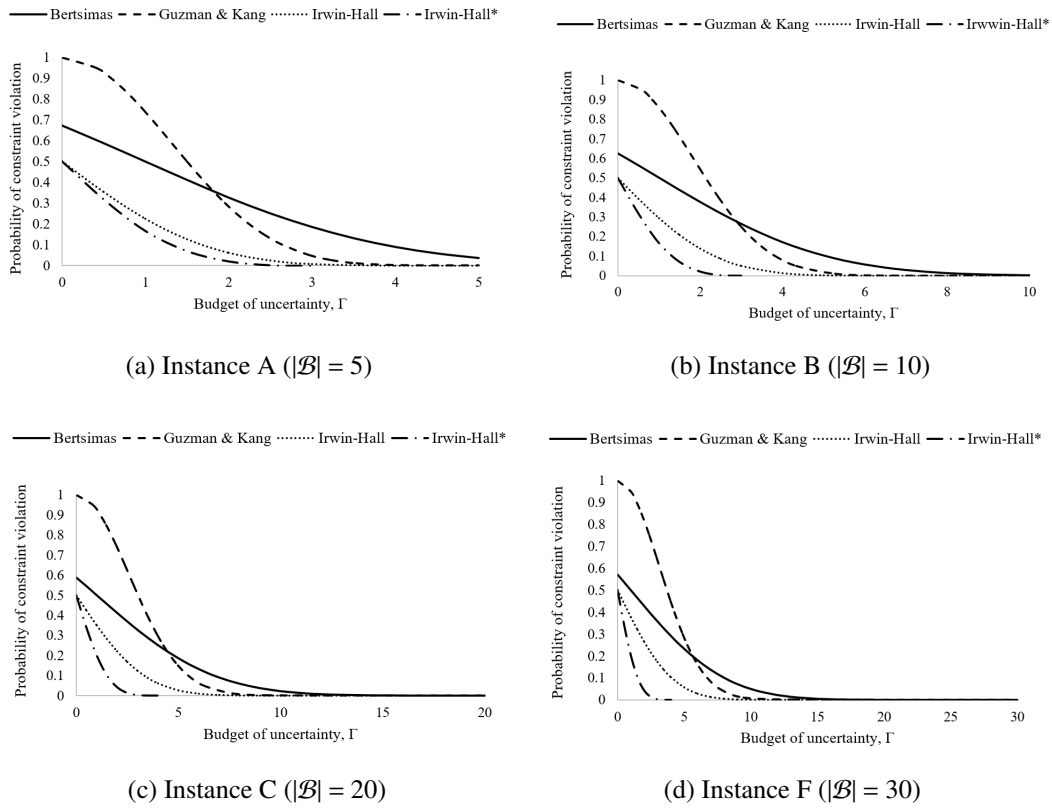 Bertsimas Guzman & Kang Irwin-Hall Irwin-Hall*
Probability of constraint violation
1
0.9
0.8
0.7
0.6
0.5
0.4
0.3
0.2
0.1
0
0 1 2 3 4 5
Budget of uncertainty, Γ
(a) Instance A (|ℬ| = 5)
Bertsimas Guzman & Kang Irwin-Hall Irwwin-Hall*
Probability of constraint violation
1
0.9
0.8
0.7
0.6
0.5
0.4
0.3
0.2
0.1
0
0 2 4 6 8 10
Budget of uncertainty, Γ
(b) Instance B (|ℬ| = 10)
Bertsimas Guzman & Kang Irwin-Hall Irwin-Hall*
Probability of constraint violation
1
0.9
0.8
0.7
0.6
0.5
0.4
0.3
0.2
0.1
0
0 5 10 15 20
Budget of uncertainty, Γ
(c) Instance C (|ℬ| = 20)
Bertsimas Guzman & Kang Irwin-Hall Irwin-Hall*
Probability of constraint violation
1
0.9
0.8
0.7
0.6
0.5
0.4
0.3
0.2
0.1
0
0 5 10 15 20 25 30
Budget of uncertainty, Γ
(d) Instance F (|ℬ| = 30)